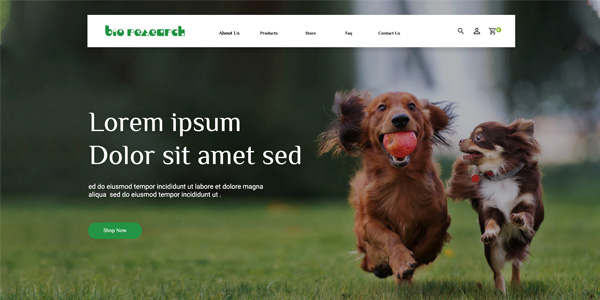 bio research
About Us
Products
Store
Faq
Contact Us
Lorem ipsum
Dolor sit amet sed
ed do eiusmod tempor incididunt ut labore et dolore magna
aliqua sed do eiusmod tempor incididunt ut .
Shop Now